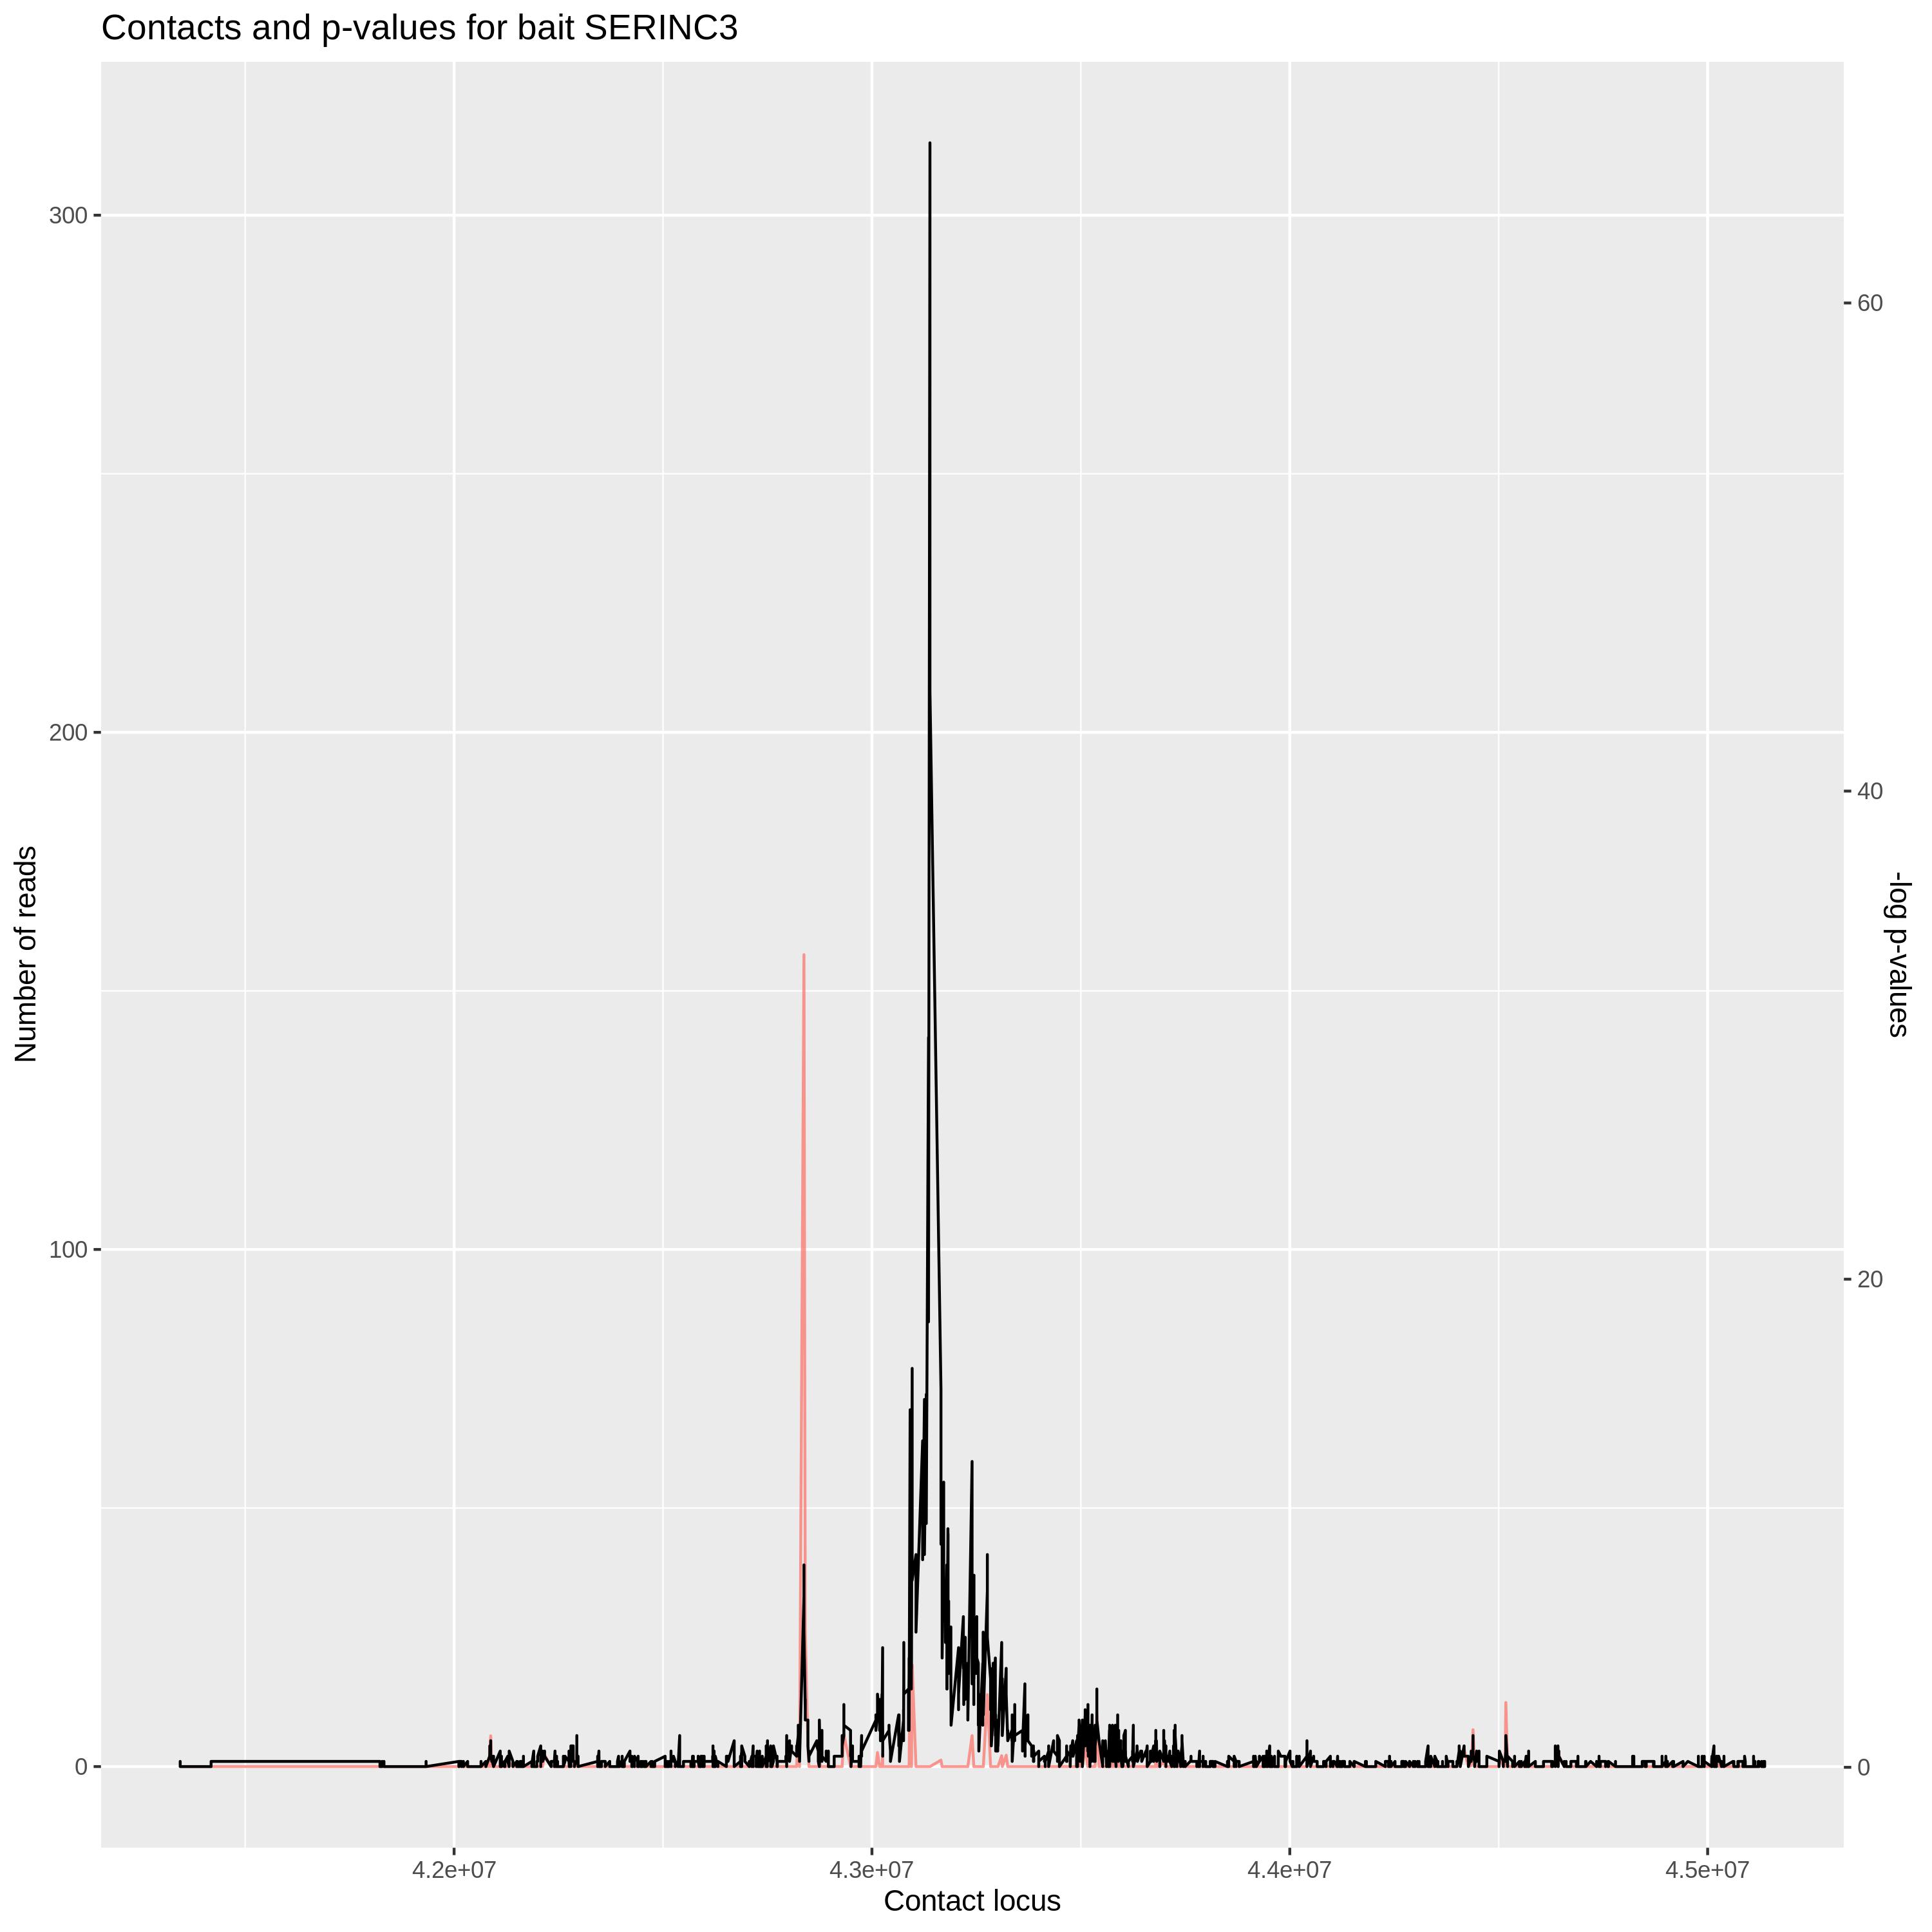 Contacts and p-values for bait SERINC3
Number of reads
300
200
100
0
60
40
20
0
-log p-values
4.2e+07
4.3e+07
4.4e+07
4.5e+07
Contact locus